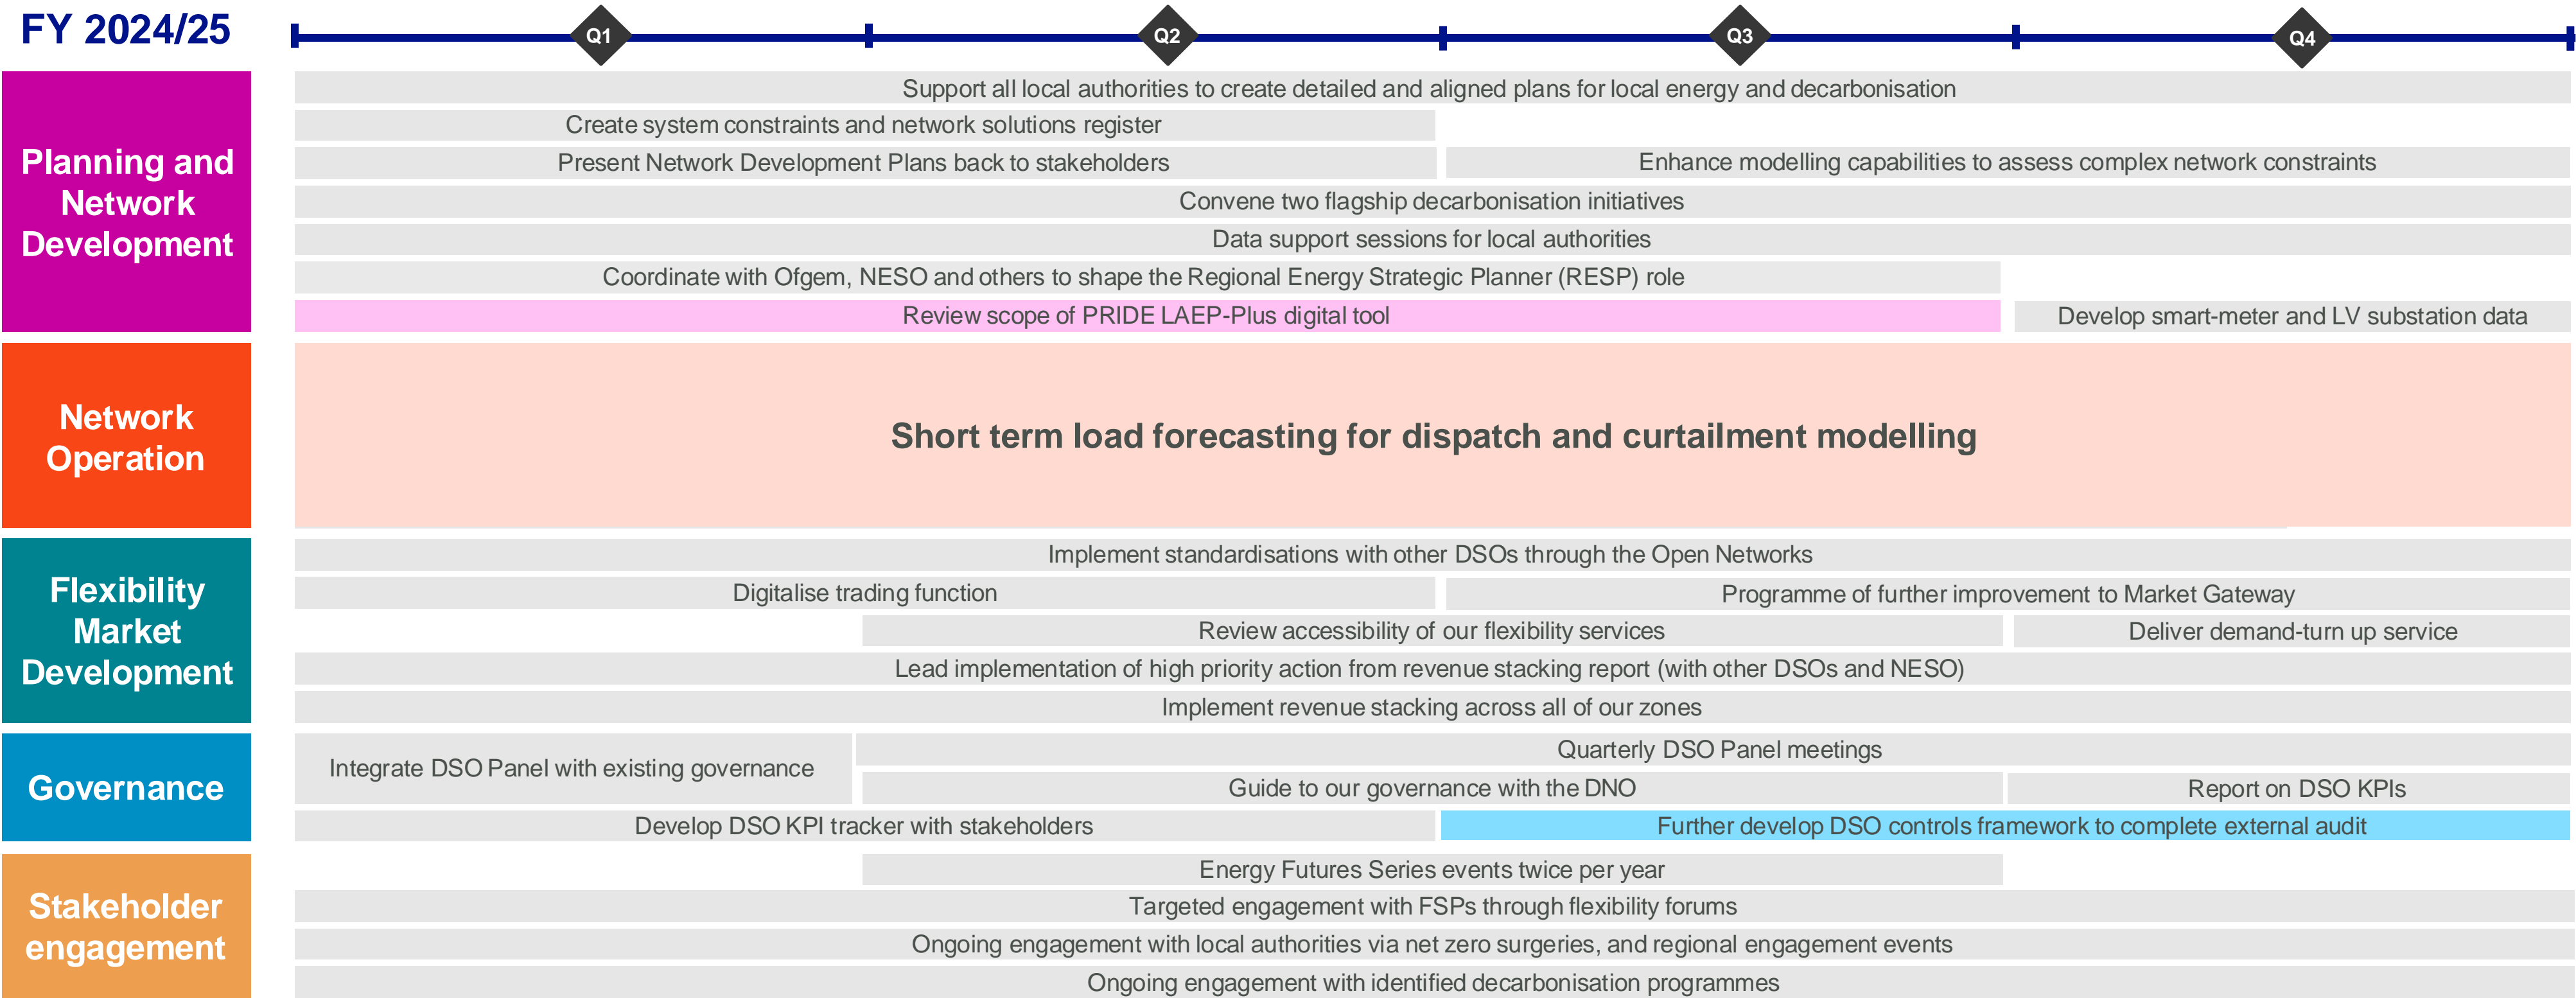 FY 2024/25
Q1
Q2
Q3
Q4
Planning and
Network
Development
Support all local authorities to create detailed and aligned plans for local energy and decarbonisation
Create system constraints and network solutions register
Present Network Development Plans back to stakeholders
Enhance modelling capabilities to assess complex network constraints
Convene two flagship decarbonisation initiatives
Data support sessions for local authorities
Coordinate with Ofgem, NESO and others to shape the Regional Energy Strategic Planner (RESP) role
Review scope of PRIDE LAEP-Plus digital tool
Develop smart-meter and LV substation data
Network
Operation
Short term load forecasting for dispatch and curtailment modelling
Flexibility
Market
Development
Implement standardisations with other DSOs through the Open Networks
Digitalise trading function
Programme of further improvement to Market Gateway
Review accessibility of our flexibility services
Deliver demand-turn up service
Lead implementation of high priority action from revenue stacking report (with other DSOs and NESO)
Implement revenue stacking across all of our zones
Governance
Integrate DSO Panel with existing governance
Quarterly DSO Panel meetings
Guide to our governance with the DNO
Report on DSO KPIs
Develop DSO KPI tracker with stakeholders
Further develop DSO controls framework to complete external audit
Stakeholder
engagement
Energy Futures Series events twice per year
Targeted engagement with FSPs through flexibility forums
Ongoing engagement with local authorities via net zero surgeries, and regional engagement events
Ongoing engagement with identified decarbonisation programmes